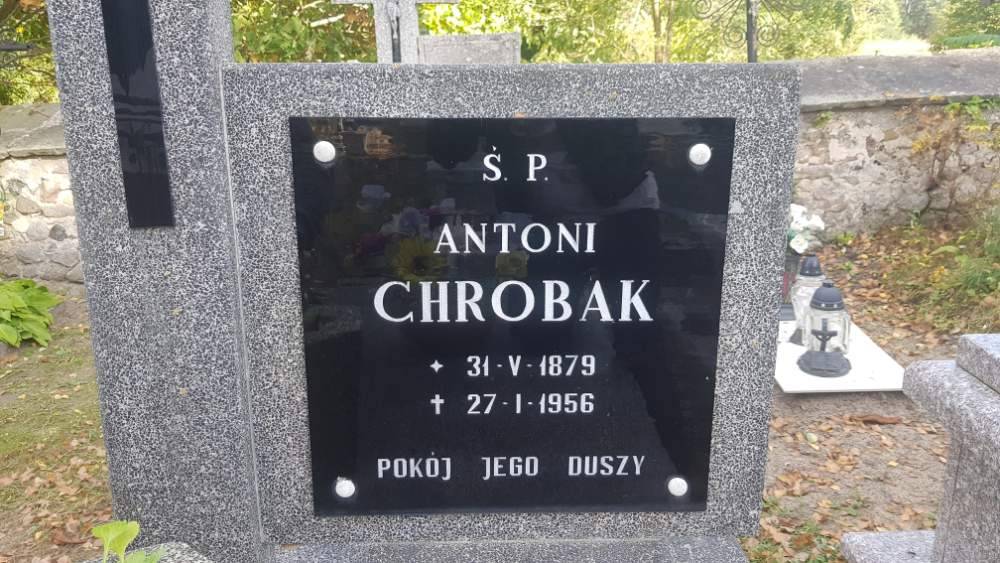 Ś. P.
ANTONI
CHROBAK
✦ 31-V-1879
✝ 27-I-1956
POKÓJ JEGO DUSZY